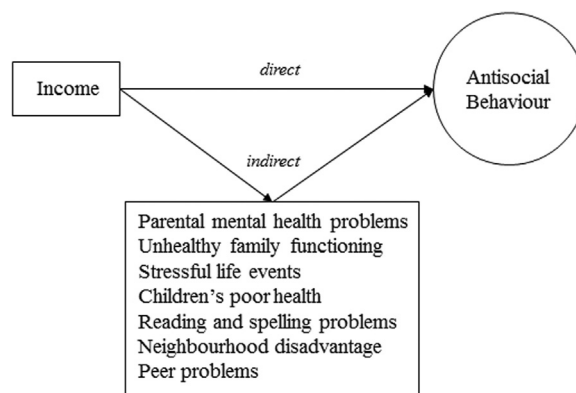 direct
Income
Antisocial
Behaviour
indirect
Parental mental health problems
Unhealthy family functioning
Stressful life events
Children's poor health
Reading and spelling problems
Neighbourhood disadvantage
Peer problems